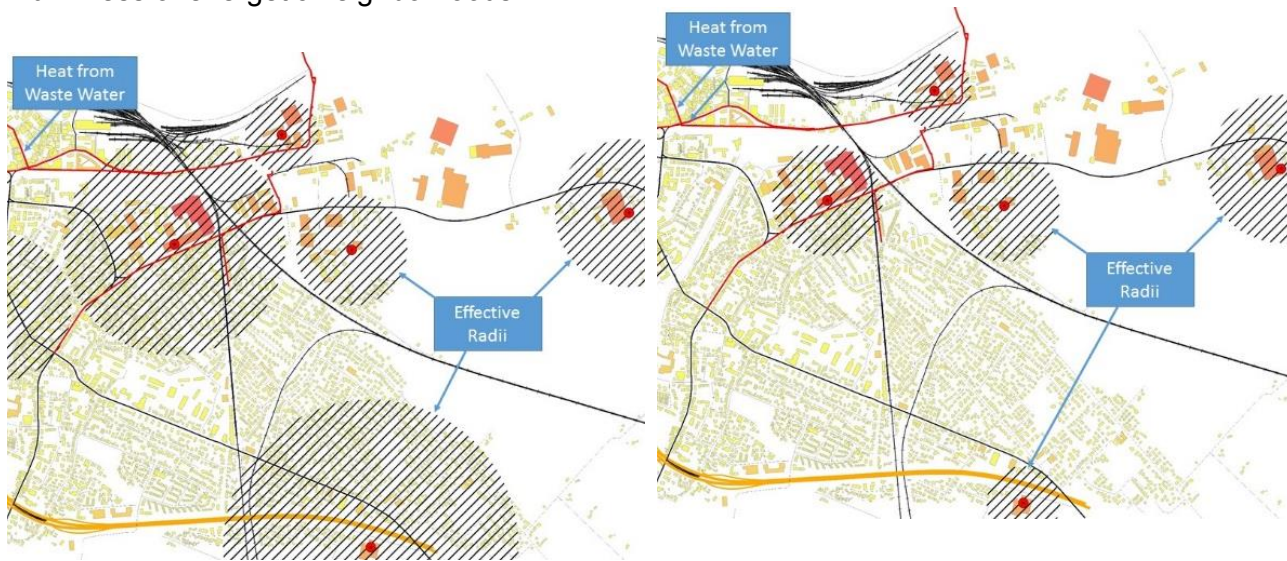 Heat from
Waste Water
Effective
Radii
Heat from
Waste Water
Effective
Radii